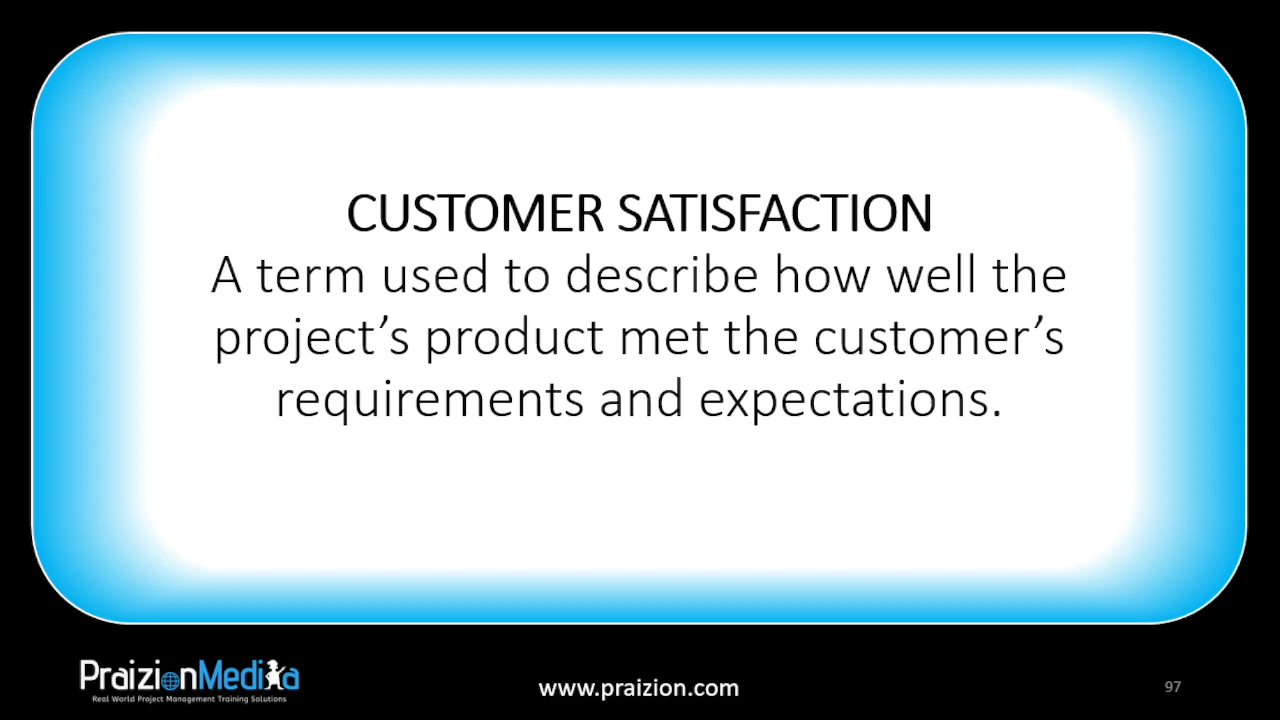 CUSTOMER SATISFACTION
A term used to describe how well the
project’s product met the customer’s
requirements and expectations.
PraizionMedia
Real World Project Management Training Solutions
www.praizion.com
97